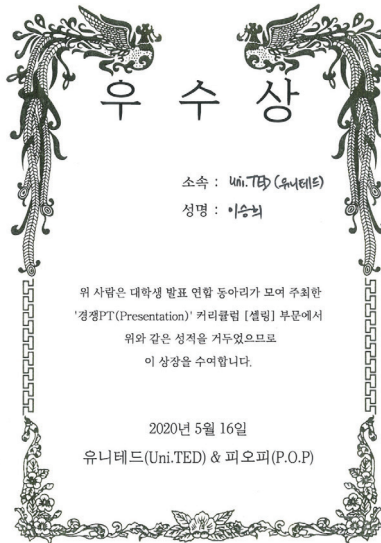 우 수 상
소속 : Uni.TED (유니테드)
성명 : 이승희
위 사람은 대학생 발표 연합 동아리가 모여 주최한
'경쟁PT(Presentation)' 커리큘럼 [셀링] 부문에서
위와 같은 성적을 거두었으므로
이 상장을 수여합니다.
2020년 5월 16일
유니테드(Uni.TED) & 피오피(P.O.P)